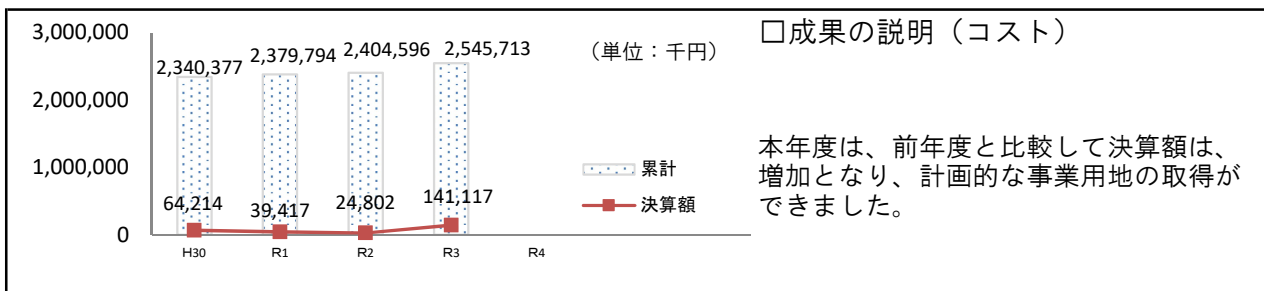 3,000,000
2,000,000
1,000,000
0
(単位：千円)
2,340,377
2,379,794
2,404,596
2,545,713
64,214
39,417
24,802
141,117
H30
R1
R2
R3
R4
累計
決算額
□成果の説明（コスト）
本年度は、前年度と比較して決算額は、
増加となり、計画的な事業用地の取得が
できました。